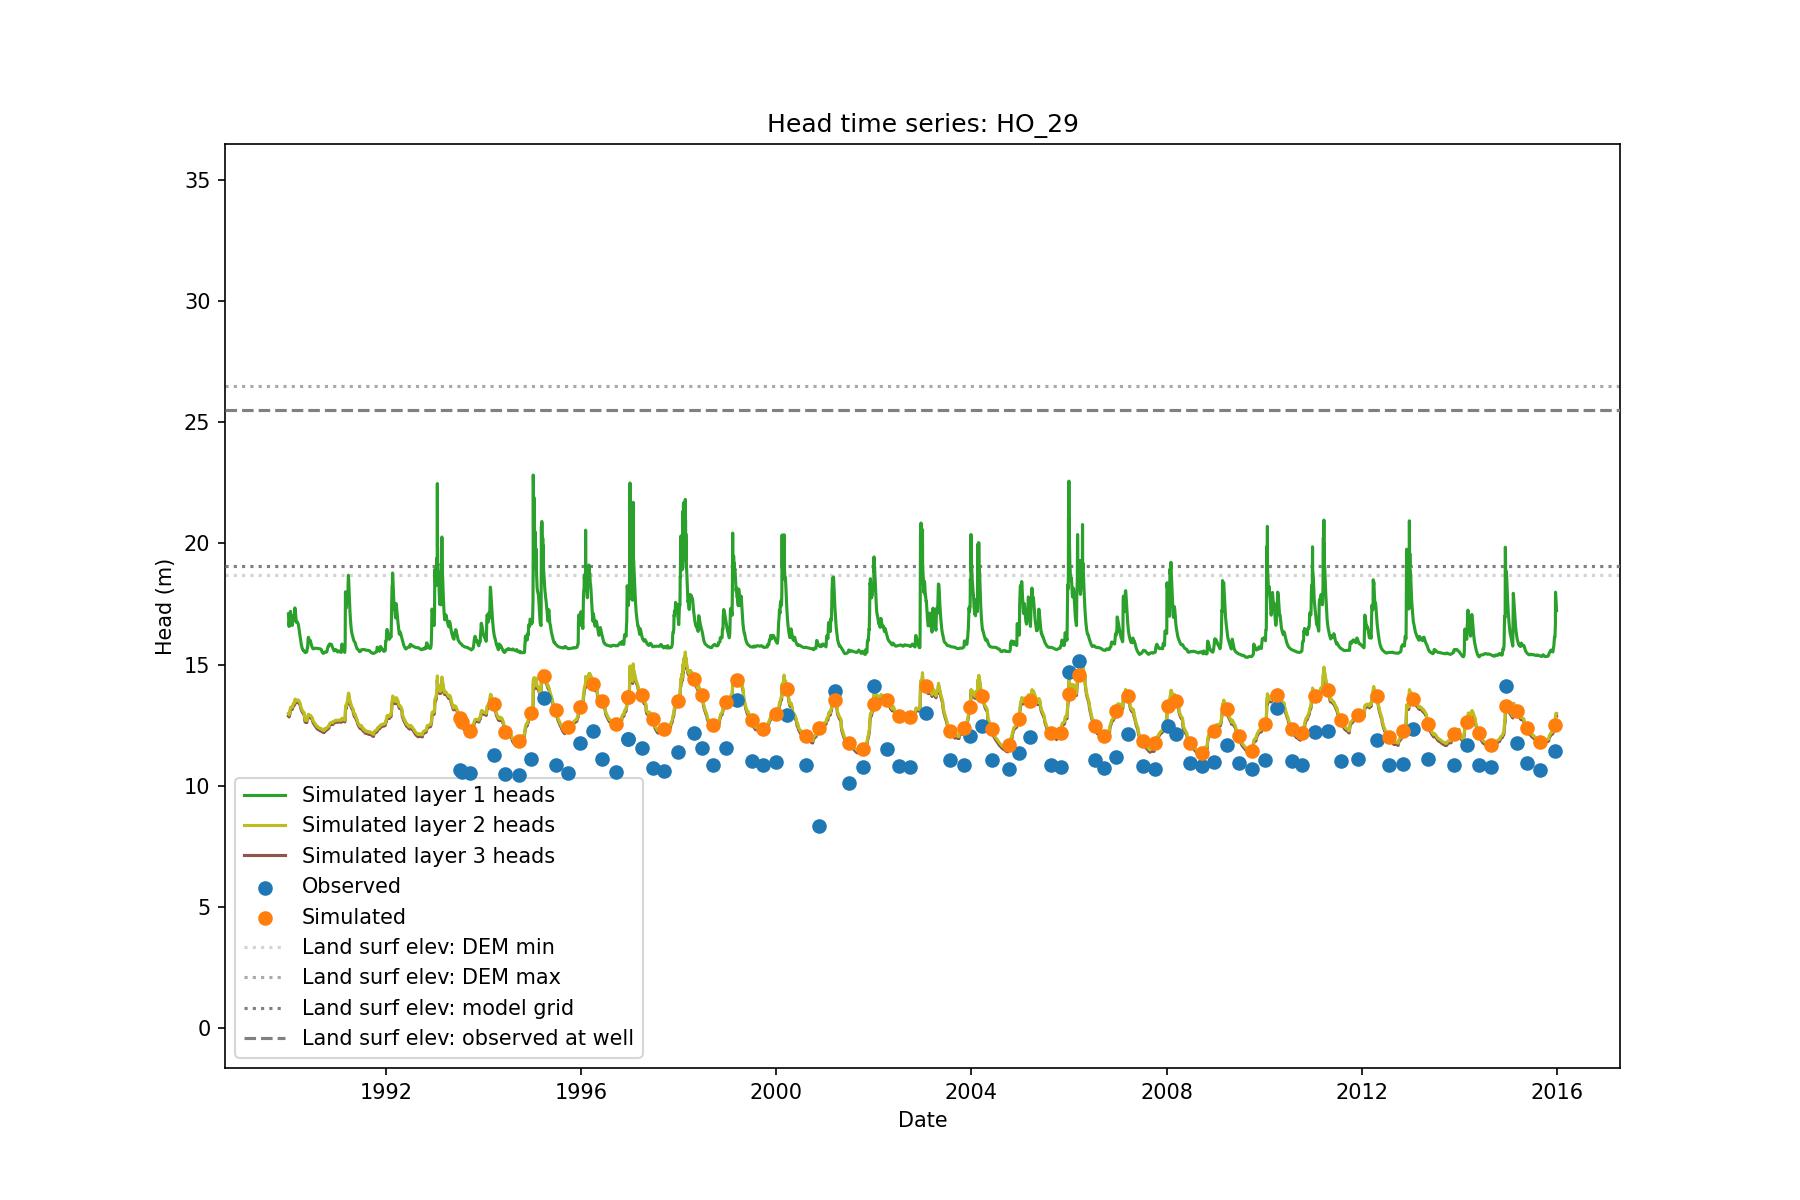 Head time series: HO_29
35
30
25
20
15
10
5
0
Head (m)
Simulated layer 1 heads
Simulated layer 2 heads
Simulated layer 3 heads
Observed
Simulated
Land surf elev: DEM min
Land surf elev: DEM max
Land surf elev: model grid
Land surf elev: observed at well
1992 1996 2000 2004 2008 2012 2016
Date